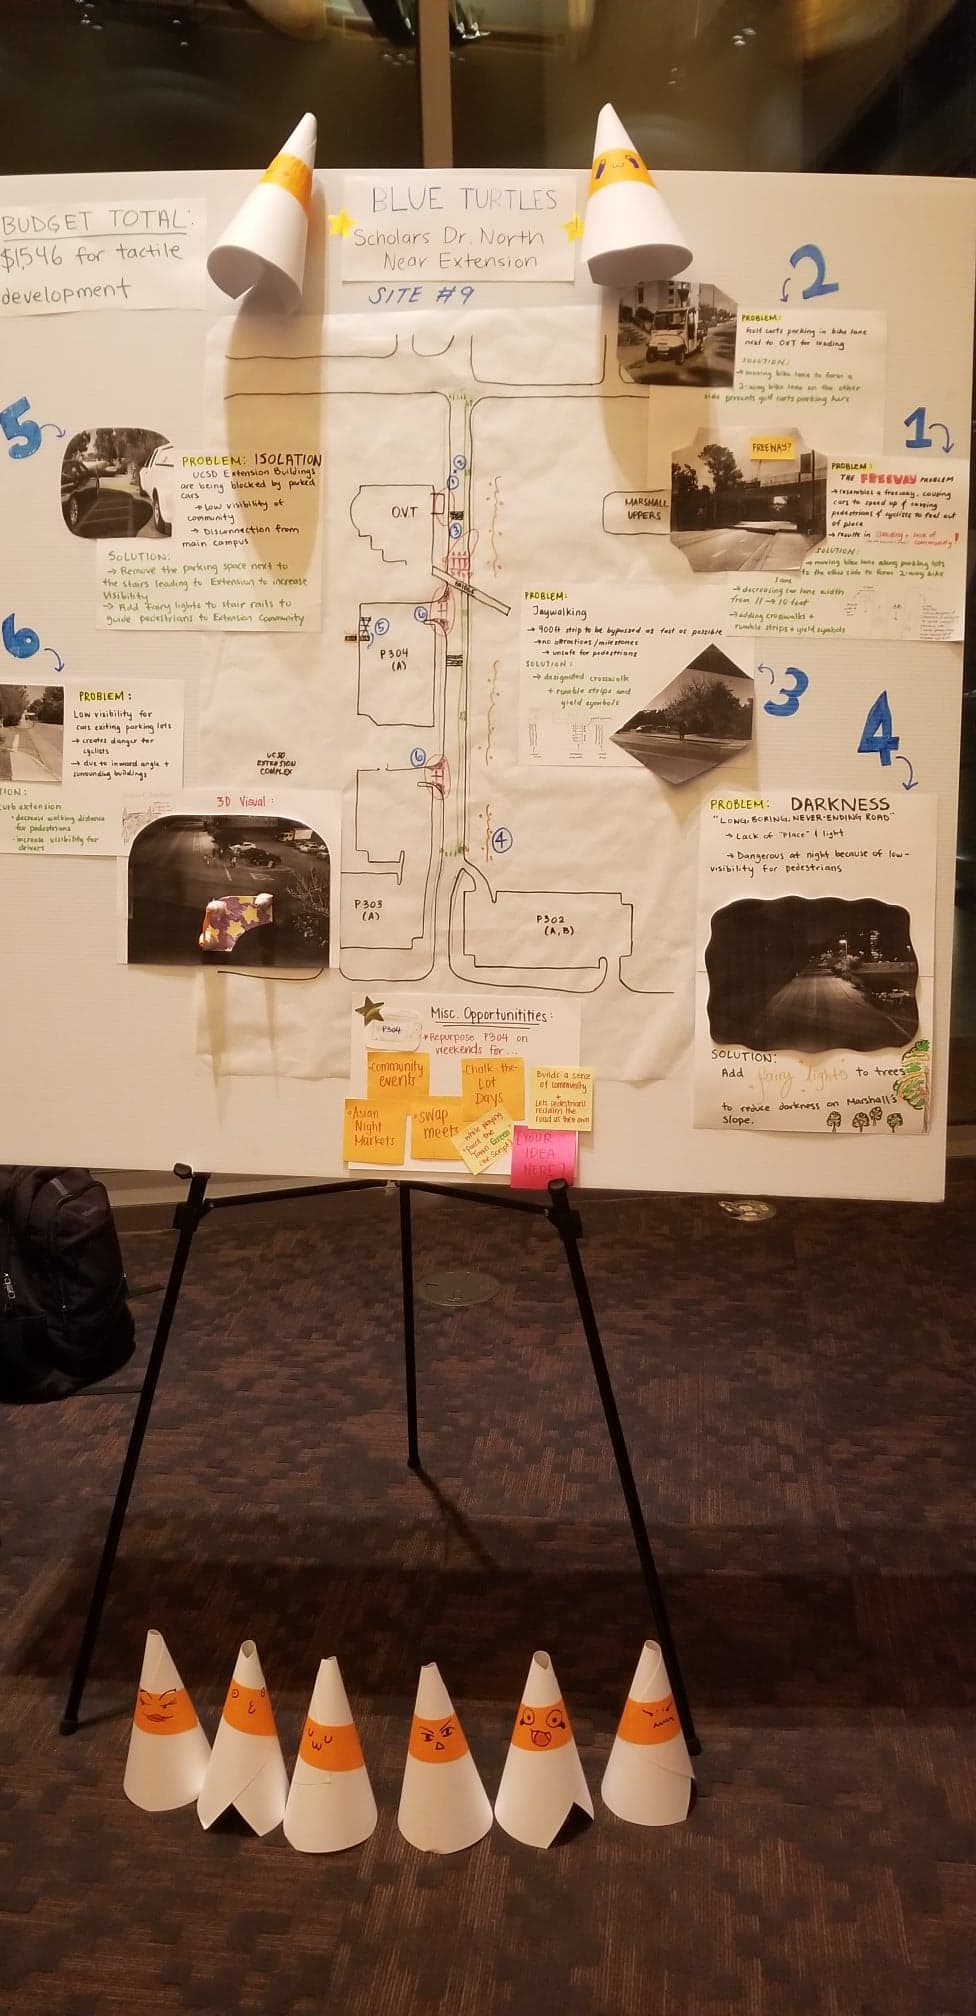 BUDGET TOTAL:
$1,546 for tactile
development
BLUE TURTLES
Scholars Dr. North
Near Extension
SITE #9
2
PROBLEM:
Golf carts parking in bike lane
next to OVT for loading
SOLUTION:
→ moving bike lane to form a
2-way bike lane on the other
side prevents golf carts parking here
1
FREEWAY?
PROBLEM:
THE FREEWAY PROBLEM
→ resembles a freeway, causing
cars to speed up & causing
pedestrians & cyclists to feel out
of place
→ results in lack of
community!
SOLUTION:
→ moving bike lane along parking lots
to the other side to form 2-way bike
lane
→ decreasing car lane width
from 11 → 10 feet
→ adding crosswalks +
rumble strips + yield symbols
5
PROBLEM: ISOLATION
UCSD Extension Buildings
are being blocked by parked
cars
→ Low visibility of
community
→ Disconnection from
main campus
SOLUTION:
→ Remove the parking space next to
the stairs leading to Extension to increase
visibility
→ Add fairy lights to stair rails to
guide pedestrians to Extension Community
OVT
MARSHALL
UPPERS
2
1
3
BRIDGE
6
5
P304
(A)
6
UCSD
EXTENSION
COMPLEX
4
P303
(A)
P302
(A,B)
PROBLEM:
Jaywalking
→ 900ft strip to be bypassed as fast as possible
→ no attractions/milestones
→ unsafe for pedestrians
SOLUTION:
→ designated crosswalk
+ rumble strips and
yield symbols
3
6
PROBLEM:
Low visibility for
cars exiting parking lots
→ creates danger for
cyclists
→ due to inward angle +
surrounding buildings
ION:
curb extension
decrease walking distance
for pedestrians
increase visibility for
drivers
3D Visual:
4
PROBLEM: DARKNESS
"LONG, BORING, NEVER-ENDING ROAD"
→ Lack of "place" & light
→ Dangerous at night because of low-
visibility for pedestrians
SOLUTION:
Add fairy lights to trees
to reduce darkness on Marshall's
slope.
Misc. Opportunitities:
P304
Repurpose P304 on
weekends for...
Community
events
Chalk-the-
Lot
Days
Builds a sense
of community
+
Lets pedestrians
reclaim the
road as their own
Asian
Night
Markets
swap
meets
[YOUR
IDEA
HERE]